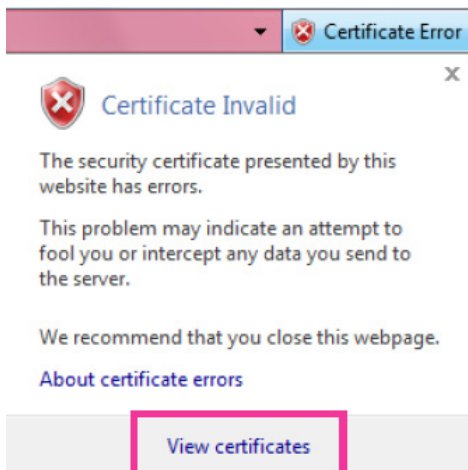 Certificate Error
x
Certificate Invalid
The security certificate presented by this
website has errors.
This problem may indicate an attempt to
fool you or intercept any data you send to
the server.
We recommend that you close this webpage.
About certificate errors
View certificates